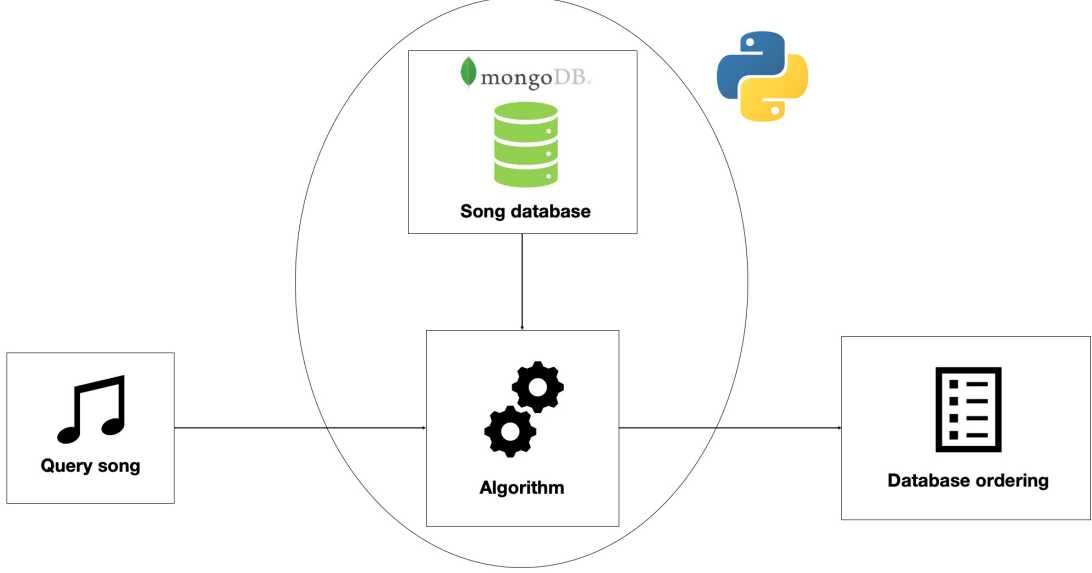 mongoDB.
Song database
Query song
Algorithm
Database ordering